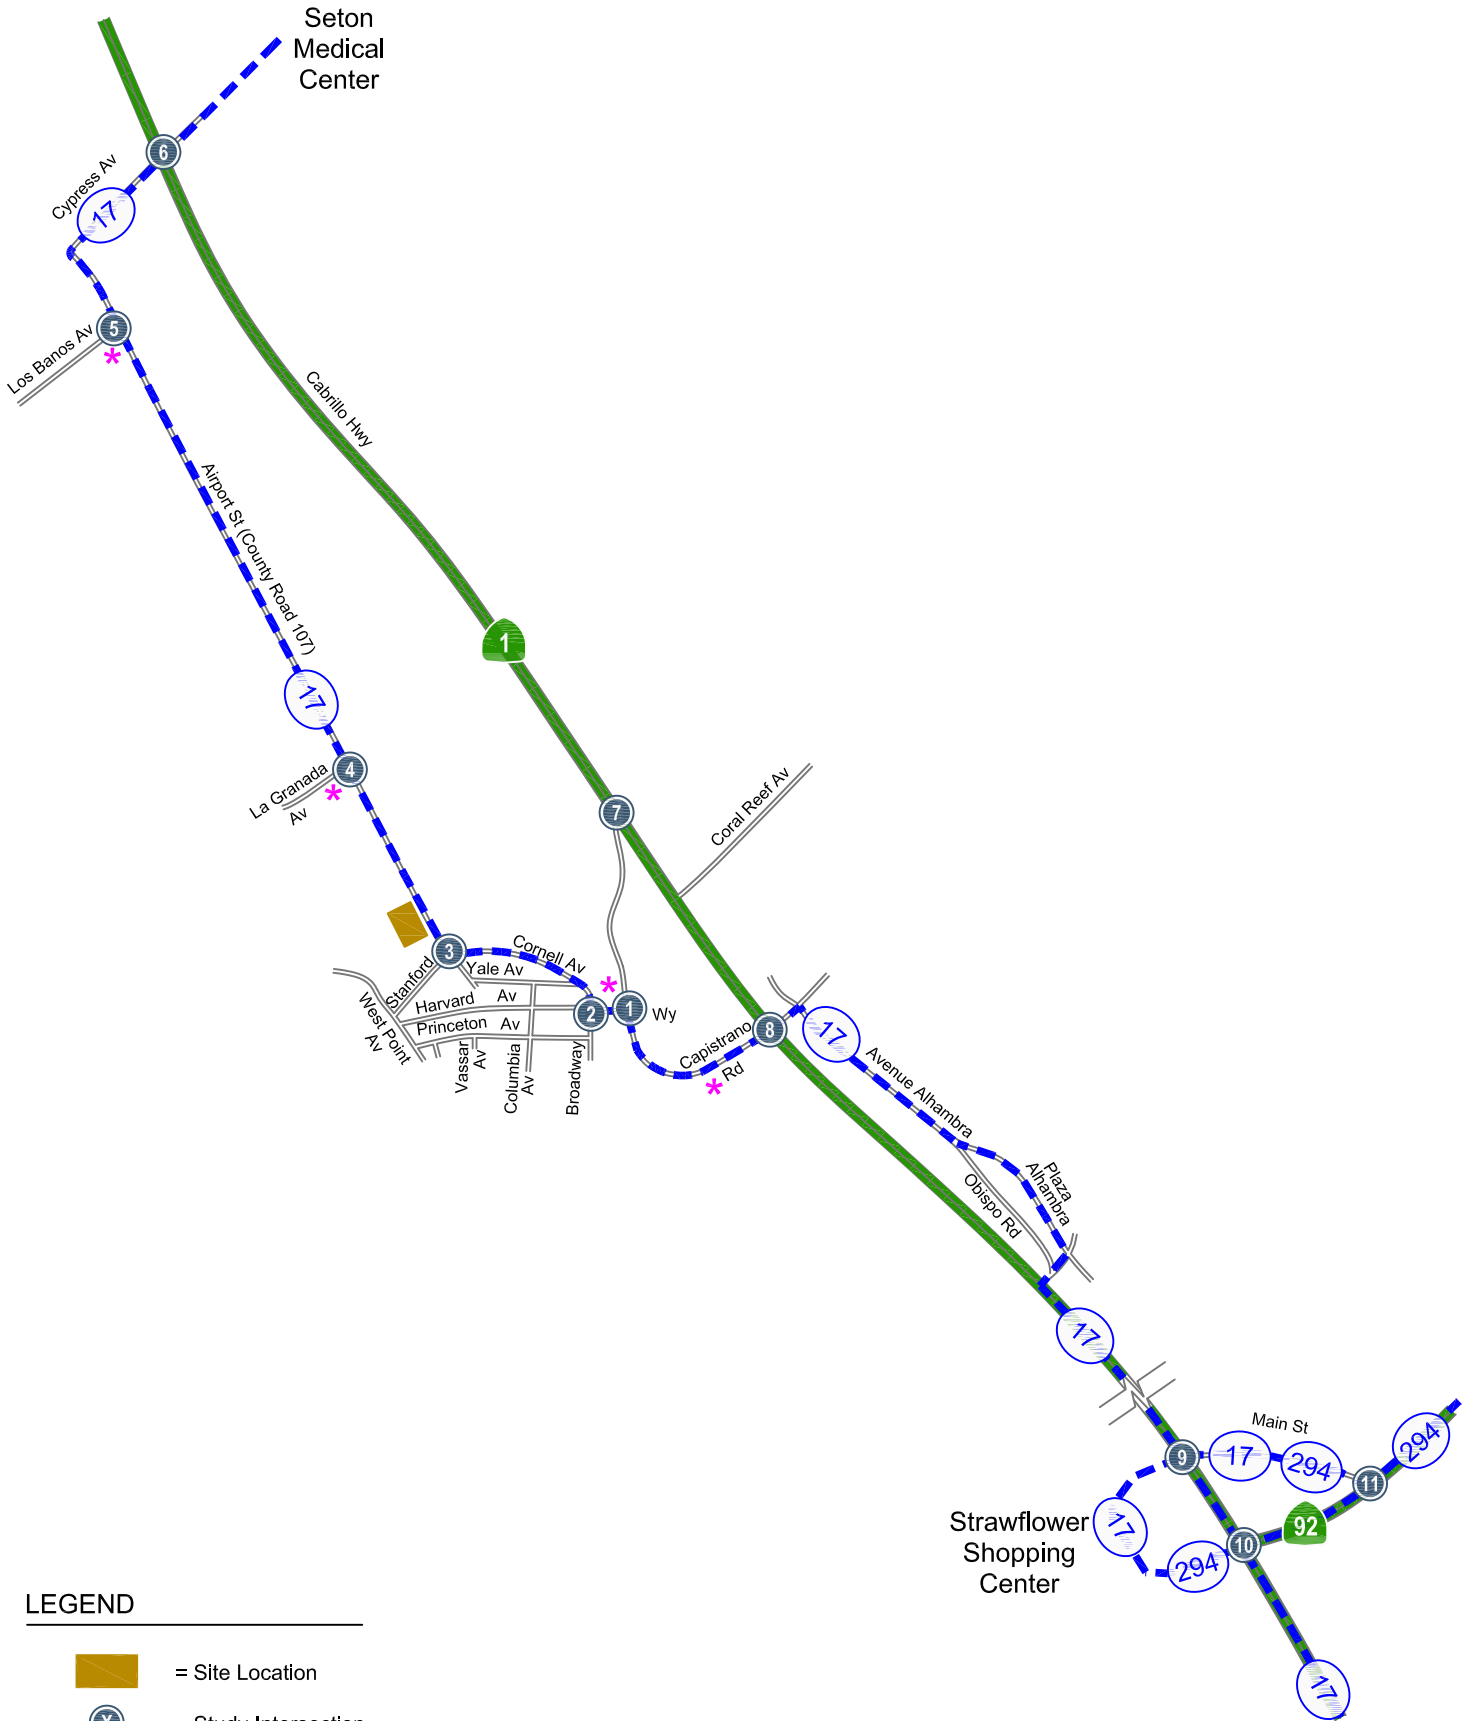 Seton
Medical
Center
6
Cypress Av
17
5
Los Banos Av
*
Cabrillo Hwy
Airport St (County Road 107)
1
17
4
La Granada
Av
*
7
Coral Reef Av
3
Cornell Av
Yale Av
Stanford
*
Harvard Av
2
1
Wy
West Point
Av
Princeton Av
Vassar
Av
Columbia
Av
Broadway
Capistrano
Rd
*
8
17
Avenue Alhambra
Plaza
Alhambra
Obispo Rd
17
Main St
9
17
294
294
11
17
92
10
294
Strawflower
Shopping
Center
17
LEGEND
= Site Location
X